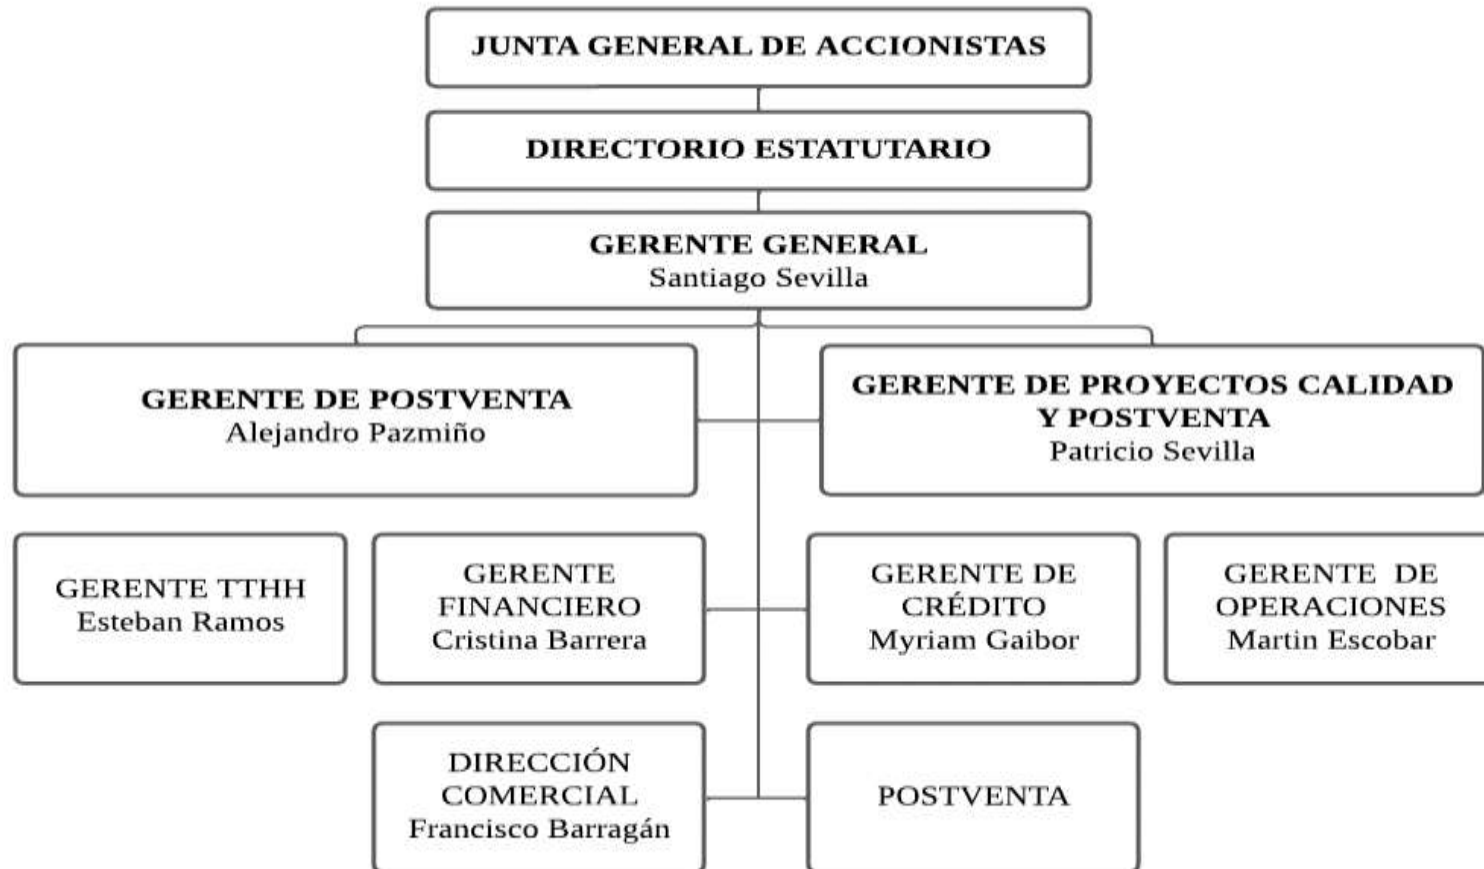 JUNTA GENERAL DE ACCIONISTAS
DIRECTORIO ESTATUTARIO
GERENTE GENERAL
Santiago Sevilla
GERENTE DE POSTVENTA
Alejandro Pazmiño
GERENTE DE PROYECTOS CALIDAD
Y POSTVENTA
Patricio Sevilla
GERENTE TTHH
Esteban Ramos
GERENTE
FINANCIERO
Cristina Barrera
GERENTE DE
CRÉDITO
Myriam Gaibor
GERENTE DE
OPERACIONES
Martin Escobar
DIRECCIÓN
COMERCIAL
Francisco Barragán
POSTVENTA